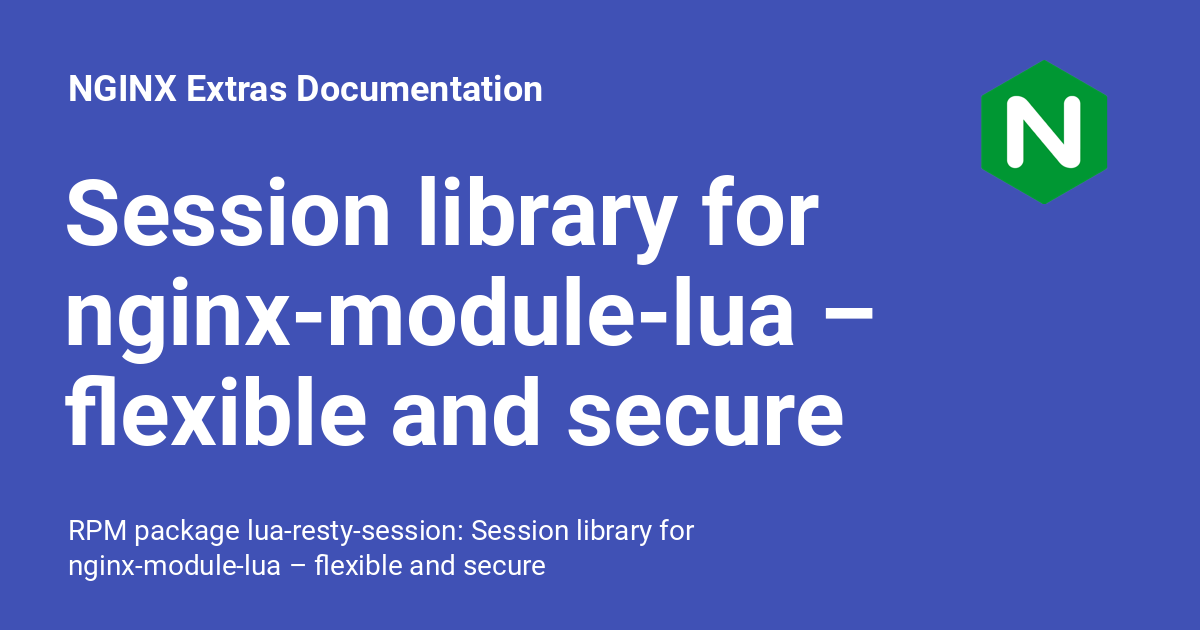 NGINX Extras Documentation
N
Session library for
nginx-module-lua –
flexible and secure
RPM package lua-resty-session: Session library for
nginx-module-lua – flexible and secure